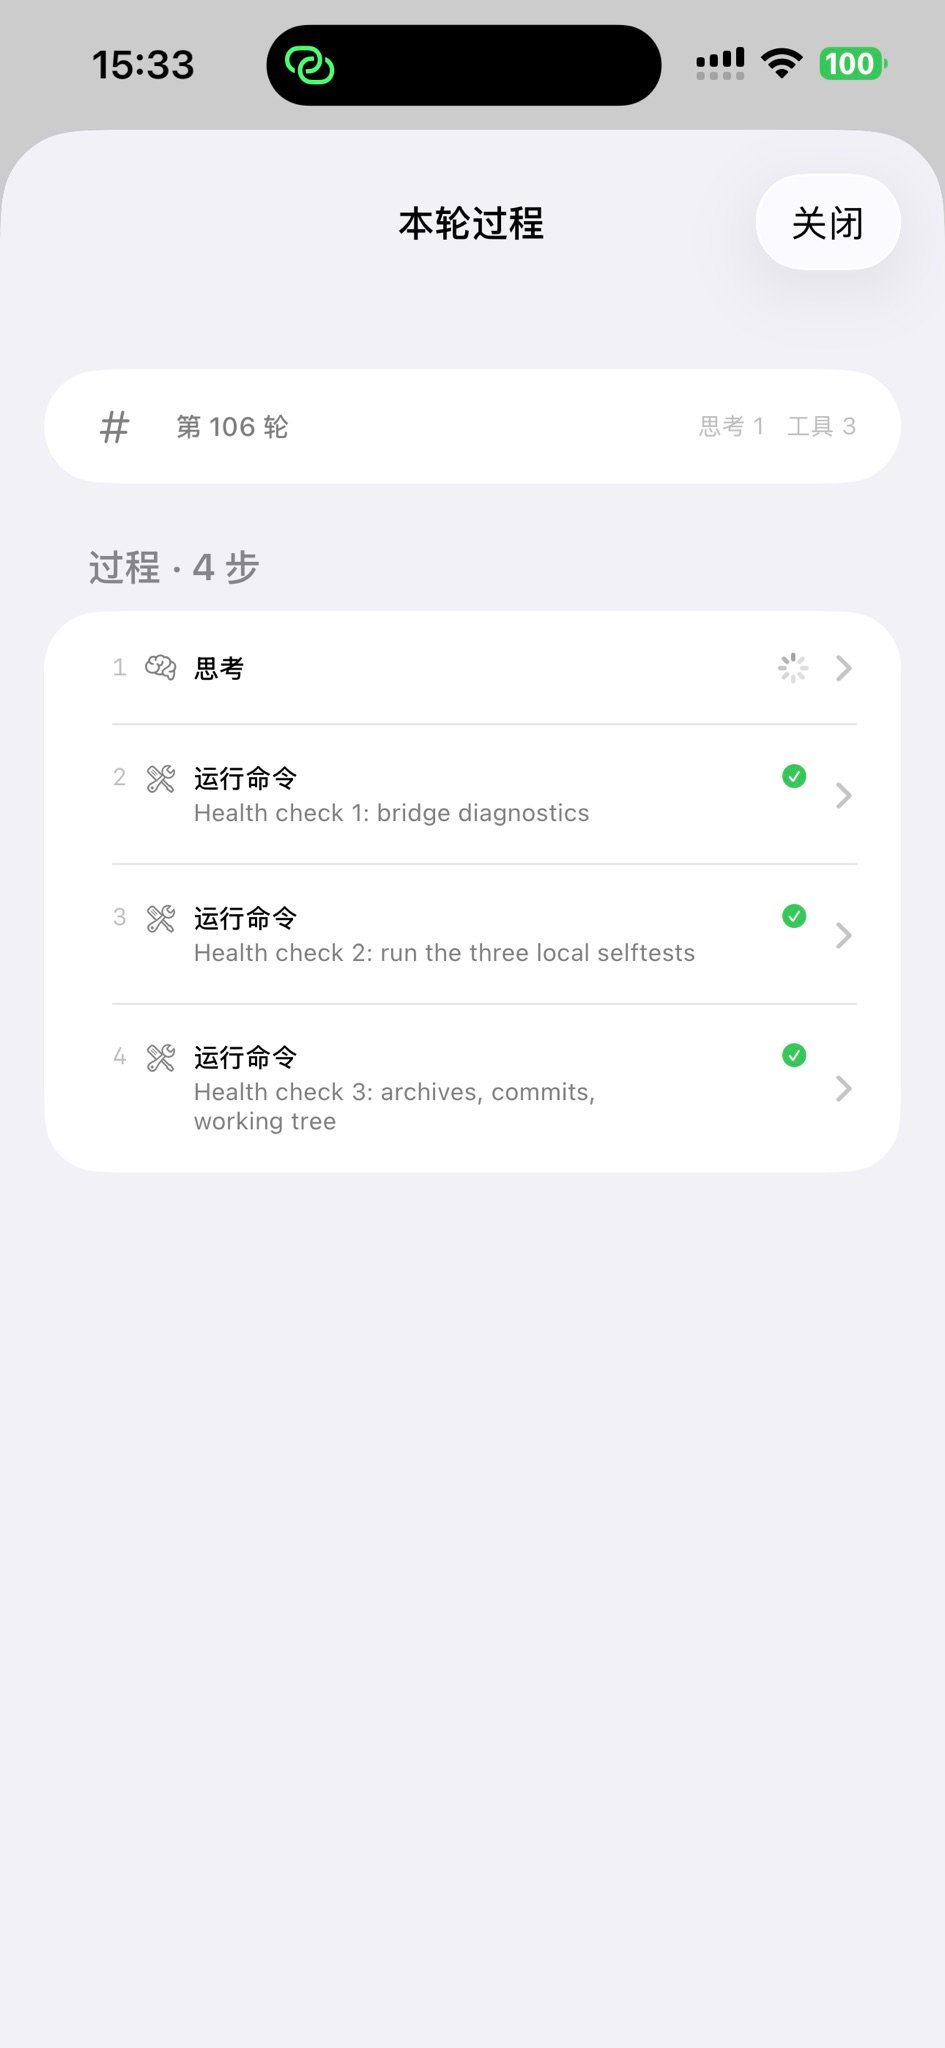 15:33
100
本轮过程
关闭
# 第 106 轮 思考 1 工具 3
过程 · 4 步
1 思考
2 运行命令
Health check 1: bridge diagnostics
3 运行命令
Health check 2: run the three local selftests
4 运行命令
Health check 3: archives, commits,
working tree